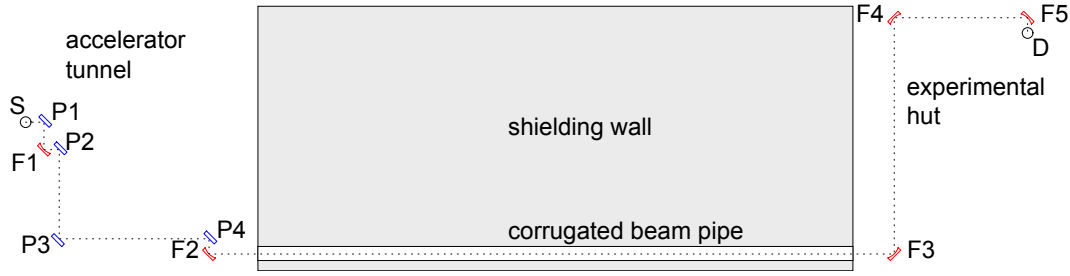 accelerator
tunnel
S
P1
F1
P2
P3
P4
F2
shielding wall
corrugated beam pipe
F4
F5
D
experimental
hut
F3